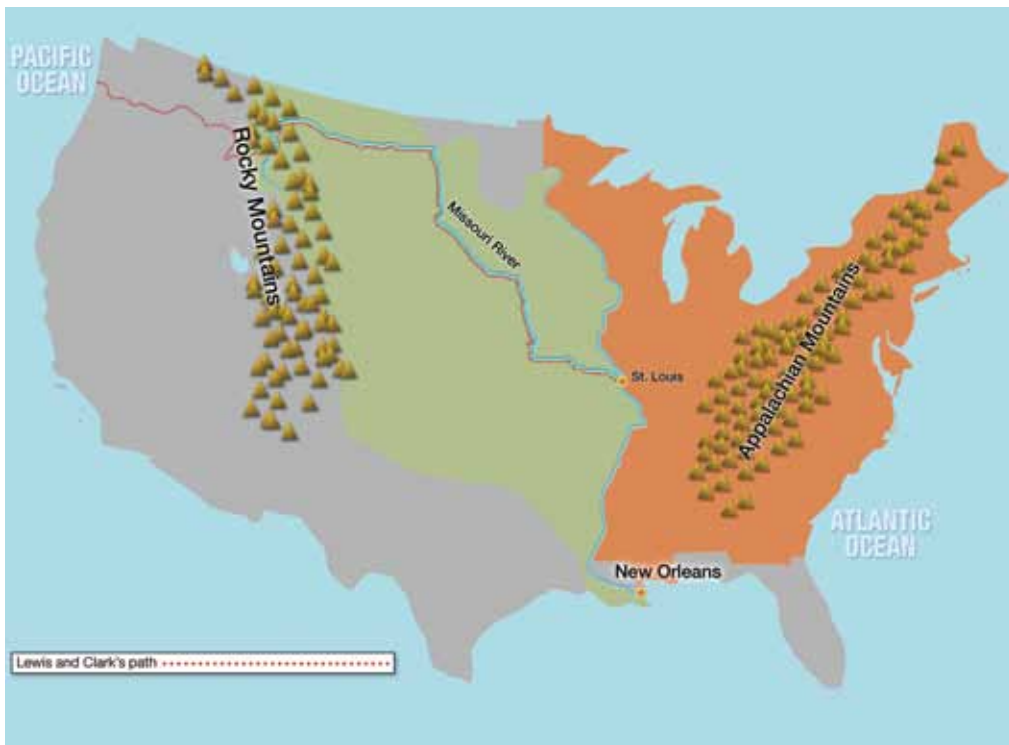 PACIFIC
OCEAN
Rocky Mountains
Missouri River
Appalachian Mountains
St. Louis
ATLANTIC
OCEAN
New Orleans
Lewis and Clark's path